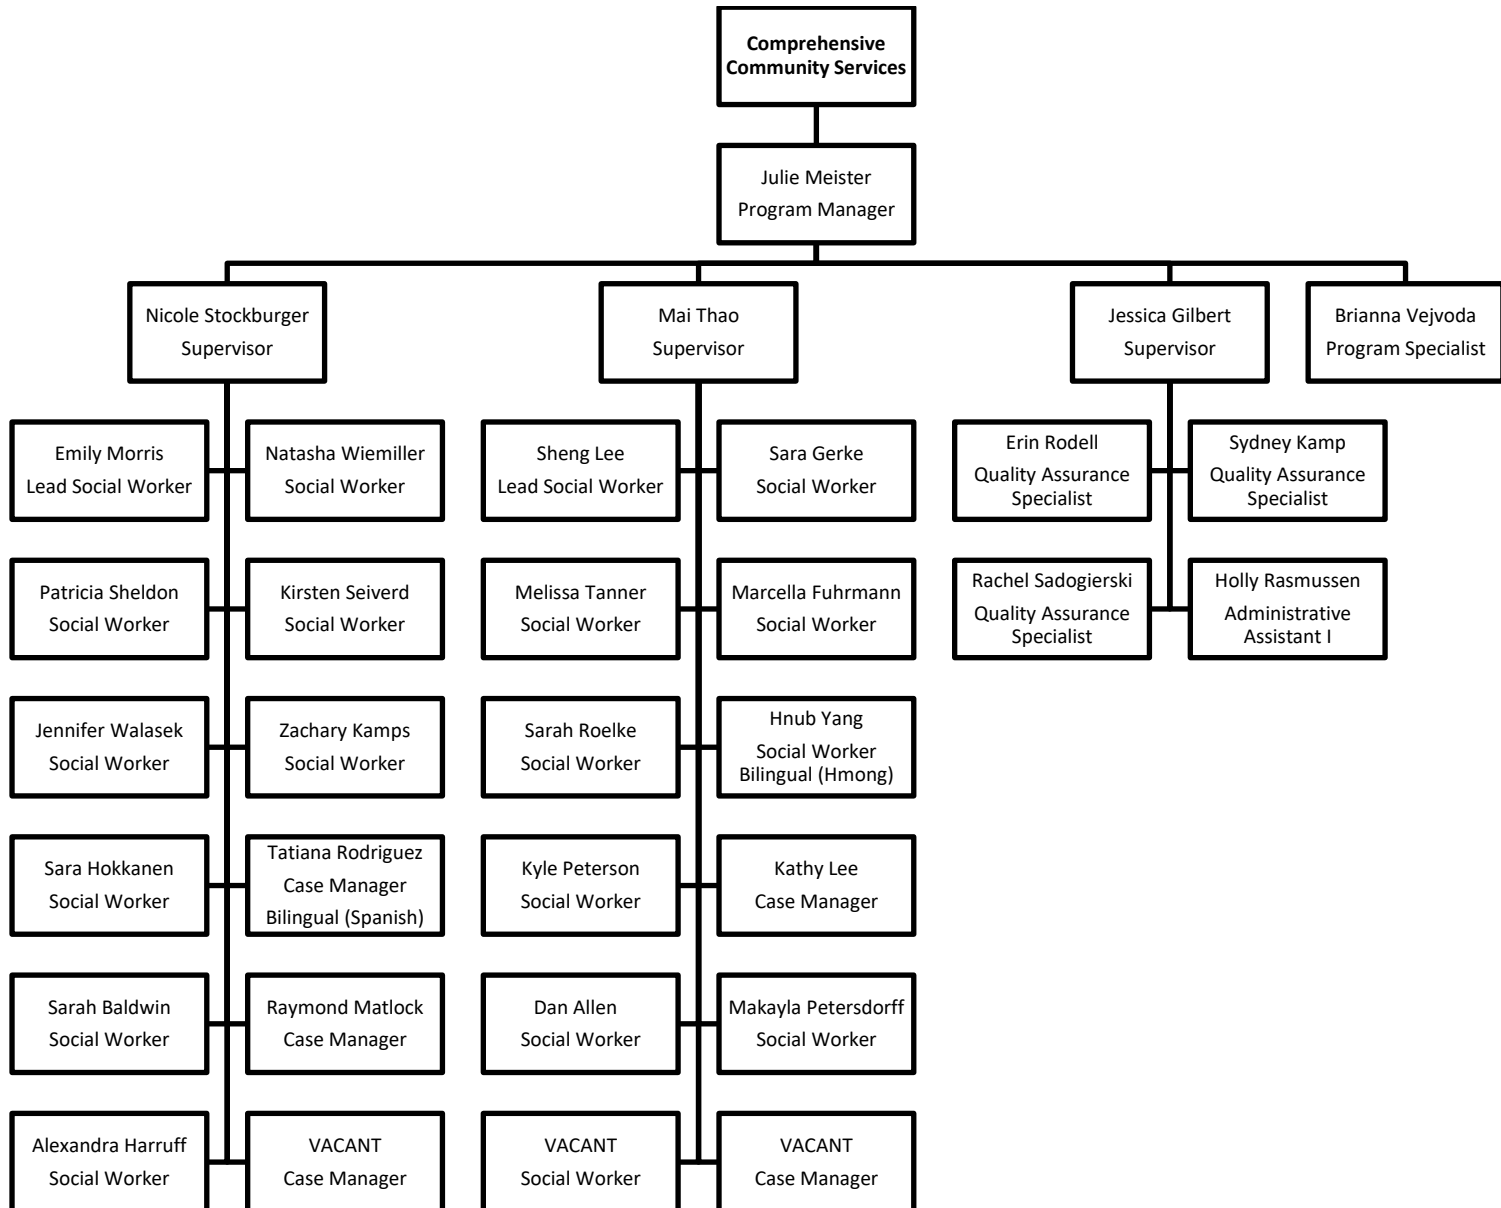 Comprehensive
Community Services
Julie Meister
Program Manager
Nicole Stockburger
Supervisor
Mai Thao
Supervisor
Jessica Gilbert
Supervisor
Brianna Vejvoda
Program Specialist
Emily Morris
Lead Social Worker
Natasha Wiemiller
Social Worker
Sheng Lee
Lead Social Worker
Sara Gerke
Social Worker
Erin Rodell
Quality Assurance
Specialist
Sydney Kamp
Quality Assurance
Specialist
Patricia Sheldon
Social Worker
Kirsten Seiverd
Social Worker
Melissa Tanner
Social Worker
Marcella Fuhrmann
Social Worker
Rachel Sadogierski
Quality Assurance
Specialist
Holly Rasmussen
Administrative
Assistant I
Jennifer Walasek
Social Worker
Zachary Kamps
Social Worker
Sarah Roelke
Social Worker
Hnub Yang
Social Worker
Bilingual (Hmong)
Sara Hokkanen
Social Worker
Tatiana Rodriguez
Case Manager
Bilingual (Spanish)
Kyle Peterson
Social Worker
Kathy Lee
Case Manager
Sarah Baldwin
Social Worker
Raymond Matlock
Case Manager
Dan Allen
Social Worker
Makayla Petersdorff
Social Worker
Alexandra Harruff
Social Worker
VACANT
Case Manager
VACANT
Social Worker
VACANT
Case Manager